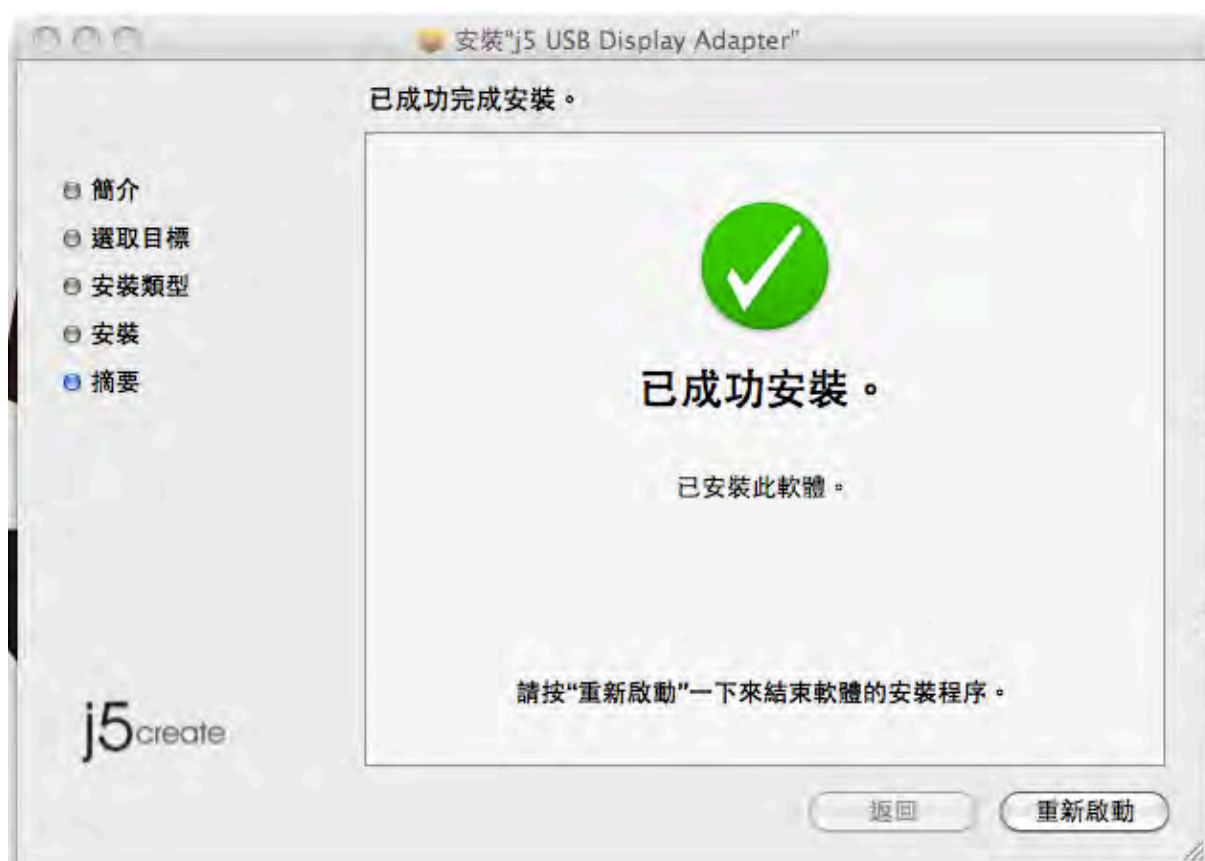 安裝"j5 USB Display Adapter"
已成功完成安裝。
簡介
選取目標
安裝類型
安裝
摘要
已成功安裝。
已安裝此軟體。
請按“重新啟動”一下來結束軟體的安裝程序。
j5create
返回
重新啟動